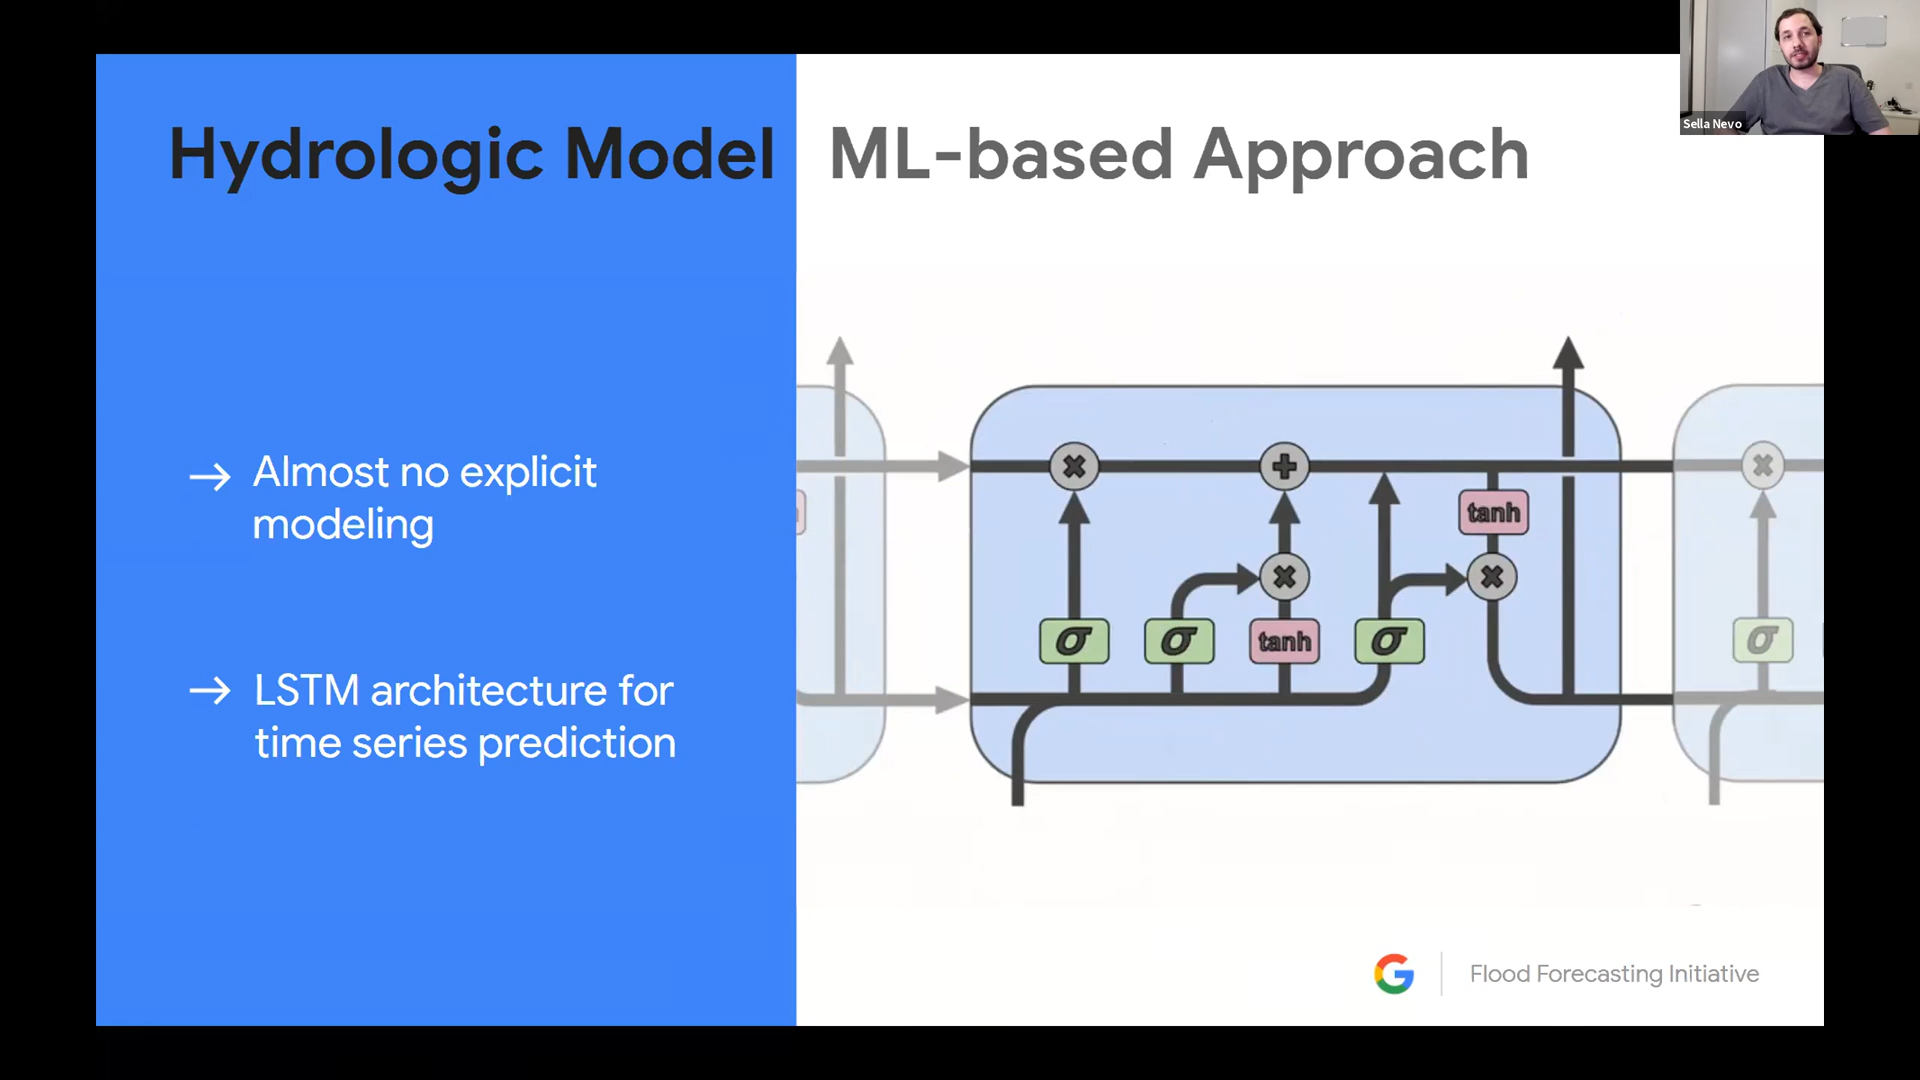 Sella Nevo
Hydrologic Model ML-based Approach
→ Almost no explicit
modeling
→ LSTM architecture for
time series prediction
× + ×
tanh
× ×
σ σ tanh σ σ
G Flood Forecasting Initiative